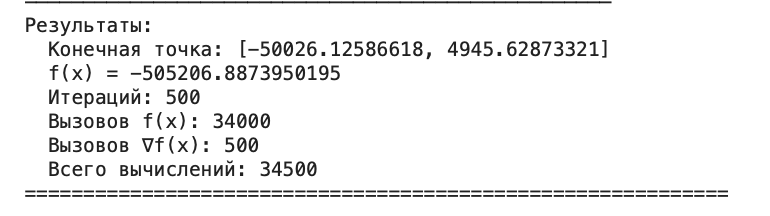 Результаты:
Конечная точка: [-50026.12586618, 4945.62873321]
f(x) = -505206.8873950195
Итераций: 500
Вызовов f(x): 34000
Вызовов ∇f(x): 500
Всего вычислений: 34500
============================================================